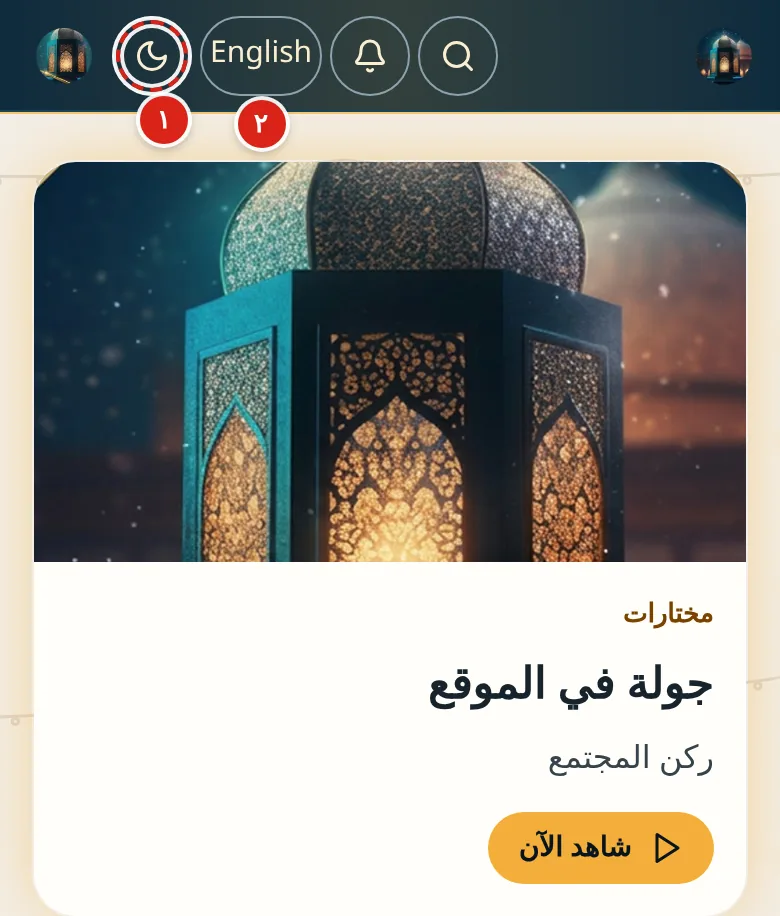 English
١
٢
مختارات
جولة في الموقع
ركن المجتمع
شاهد الآن